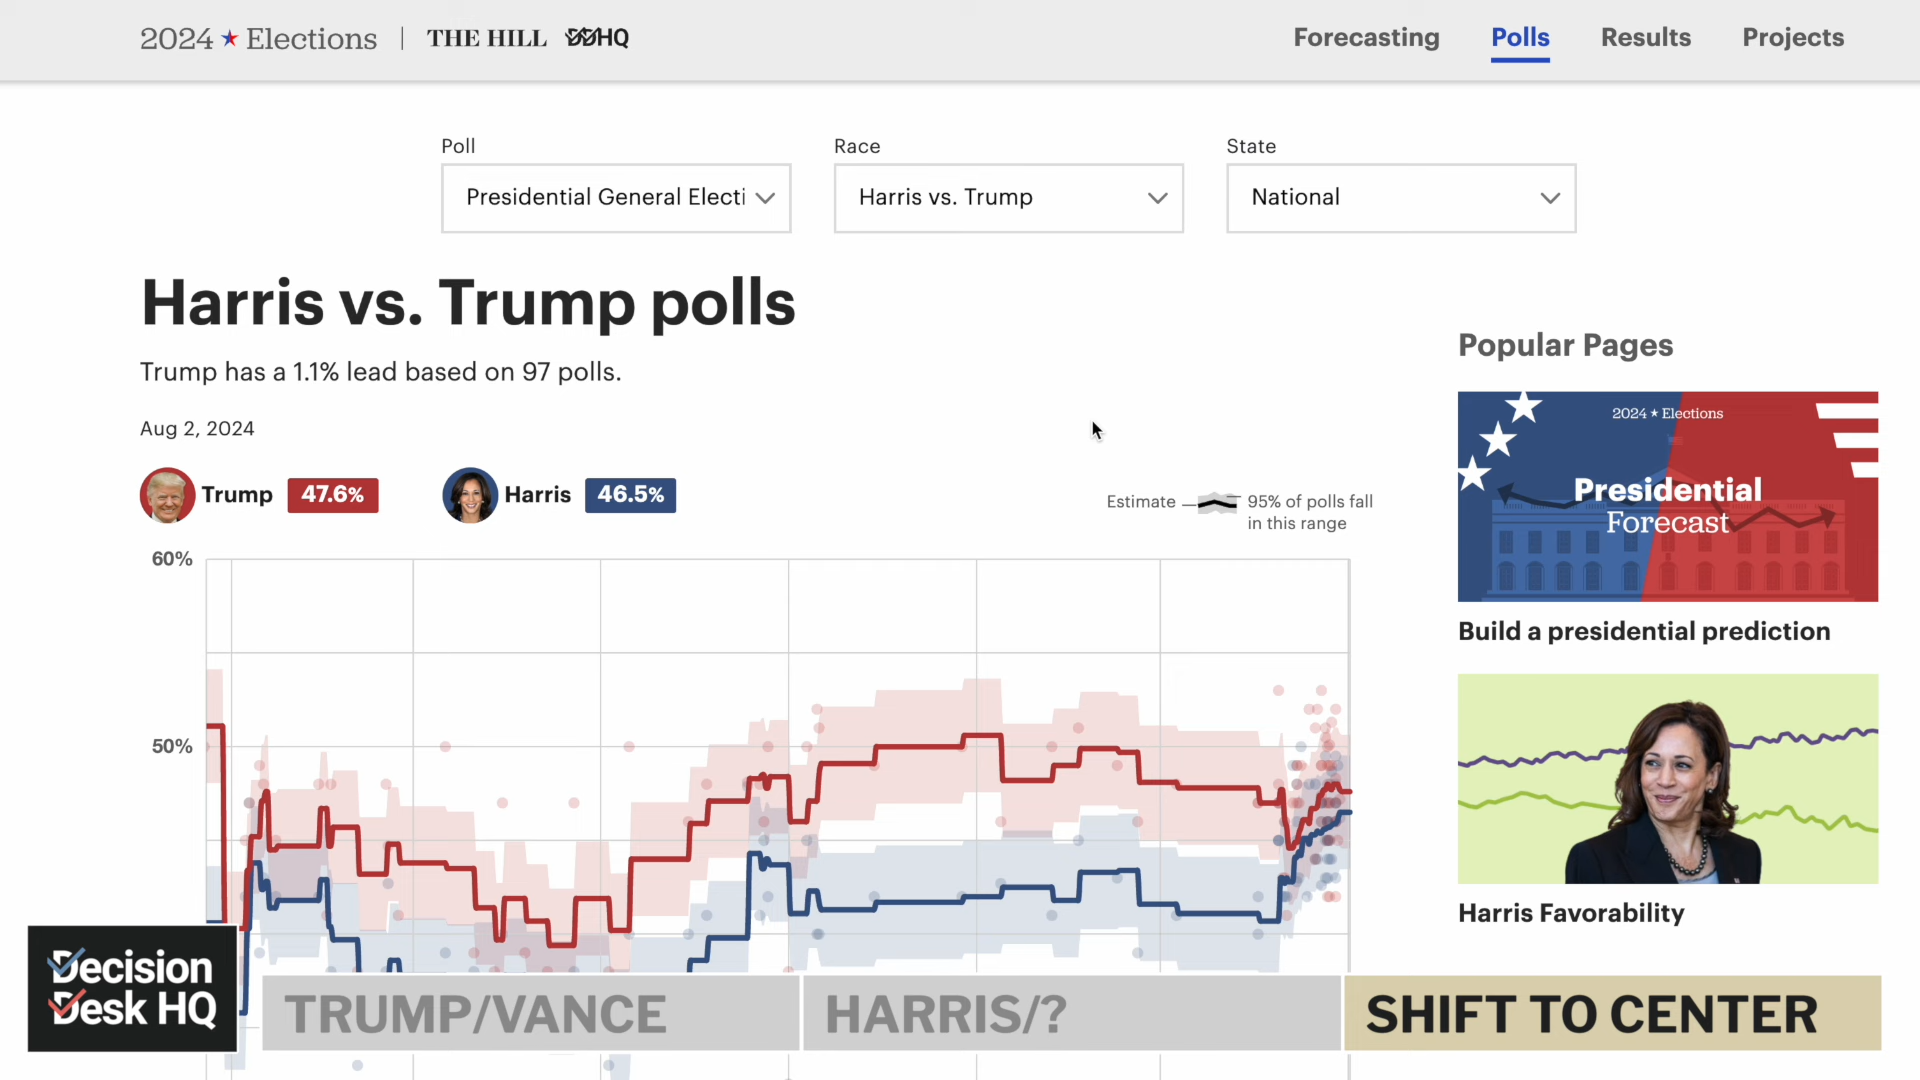 2024 ★ Elections | THE HILL DDHQ
Forecasting Polls Results Projects
Poll
Presidential General Electi
Race
Harris vs. Trump
State
National
Harris vs. Trump polls
Trump has a 1.1% lead based on 97 polls.
Aug 2, 2024
Trump 47.6% Harris 46.5%
Estimate
95% of polls fall
in this range
60%
50%
Popular Pages
2024 ★ Elections
Presidential
Forecast
Build a presidential prediction
Harris Favorability
Decision
Desk HQ
TRUMP/VANCE
HARRIS/?
SHIFT TO CENTER